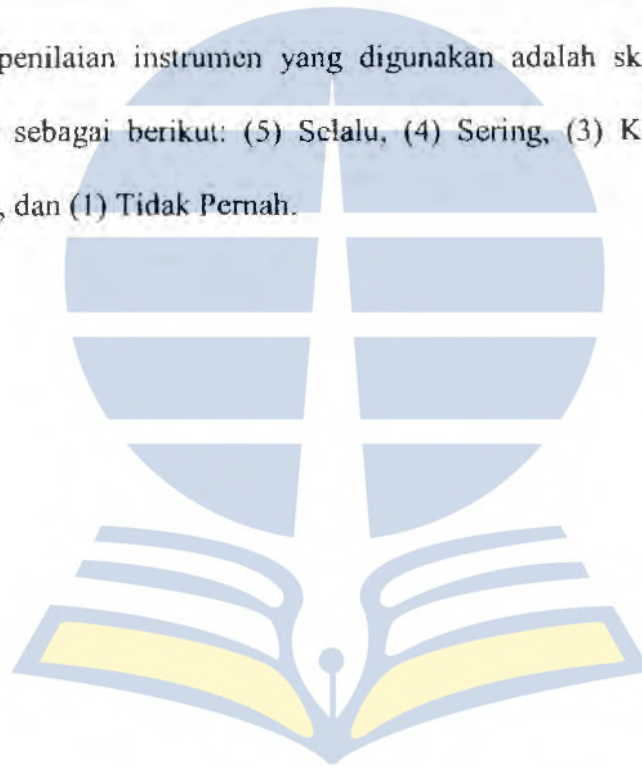 penilaian instrumen yang digunakan adalah sk
sebagai berikut: (5) Selalu, (4) Sering, (3) K
, dan (1) Tidak Pernah.